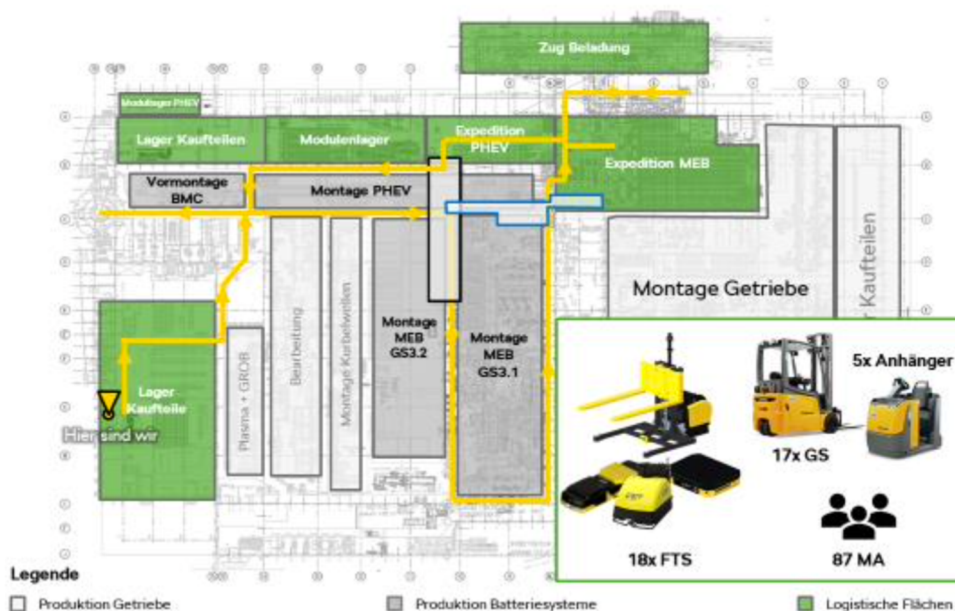 Zug Beladung
Modullager PHEV
Lager Kaufteilen
Modulenlager
Expedition
PHEV
Expedition MEB
Vormontage
BMC
Montage PHEV
Montage Getriebe
Kaufteilen
Bearbeitung
Montage Kurbelwellen
Plasma + GROB
Montage
MEB
GS3.2
Montage
MEB
GS3.1
Lager
Kaufteile
Hier sind wir
5x Anhänger
17x GS
18x FTS
87 MA
Legende
Produktion Getriebe
Produktion Batteriesysteme
Logistische Flächen